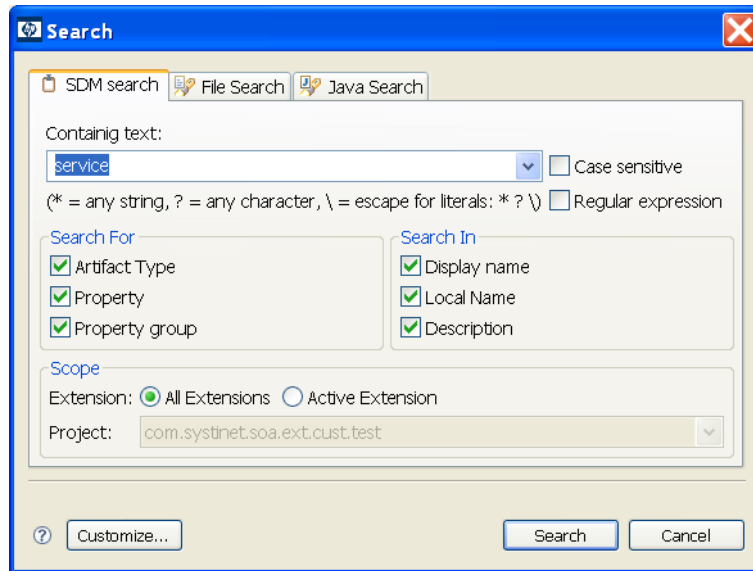 Search
SDM search File Search Java Search
Containig text:
service Case sensitive
(* = any string, ? = any character, \ = escape for literals: * ? \) Regular expression
Search For Search In
Artifact Type Display name
Property Local Name
Property group Description
Scope
Extension: All Extensions Active Extension
Project: com.systinet.soa.ext.cust.test
? Customize... Search Cancel